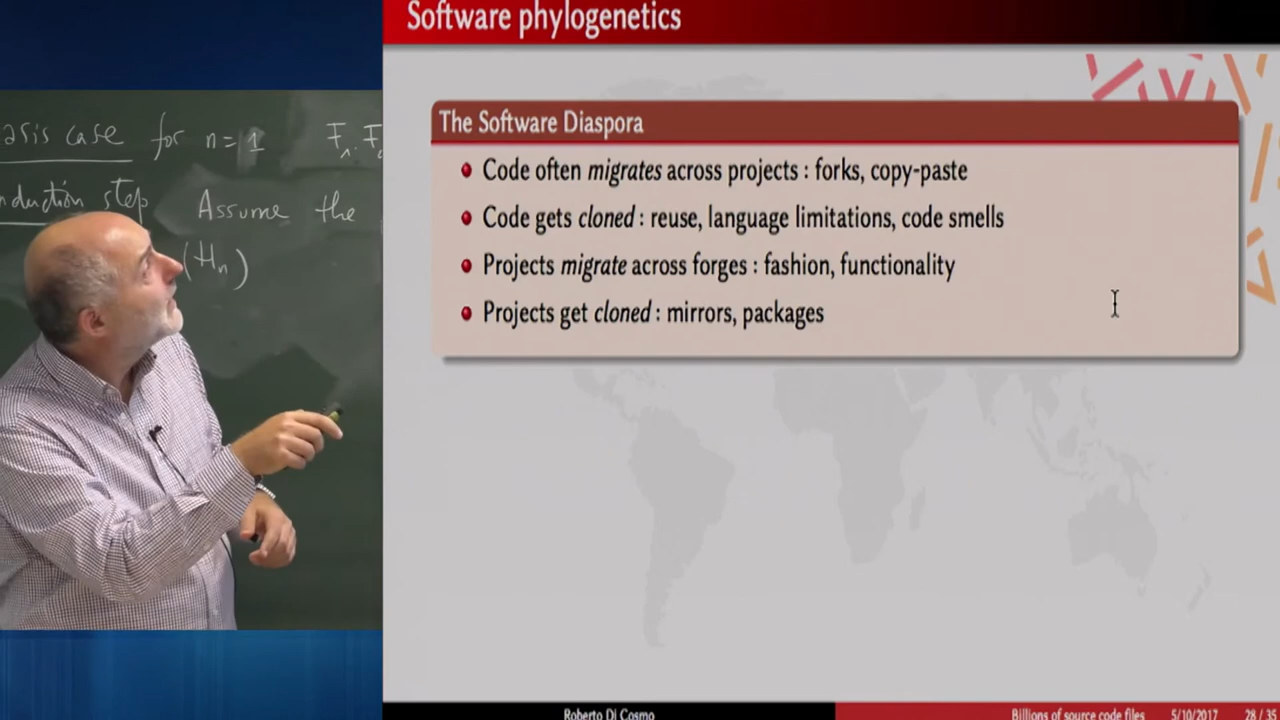 Software phylogenetics
asis case for n=1
nduction step Assume the
(Hn)
The Software Diaspora
Code often migrates across projects : forks, copy-paste
Code gets cloned : reuse, language limitations, code smells
Projects migrate across forges : fashion, functionality
Projects get cloned : mirrors, packages
Roberto Di Cosmo
Billions of source code files
5/10/2017
28 / 35